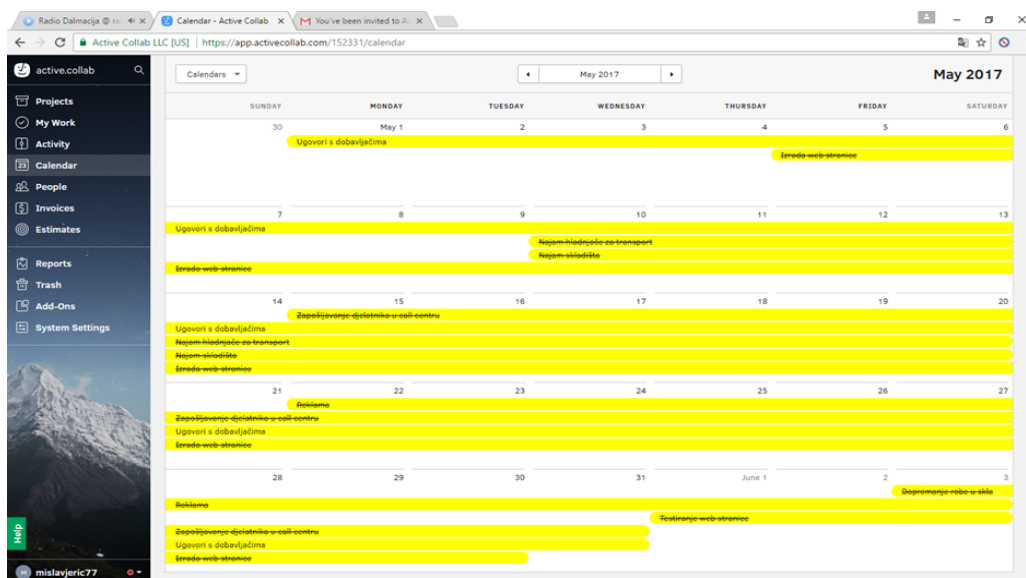 Radio Dalmacija @ ra
Calendar - Active Collab
You've been invited to A
Active Collab LLC [US] | https://app.activecollab.com/152331/calendar
active.collab
Projects
My Work
Activity
23 Calendar
People
Invoices
Estimates
Reports
Trash
Add-Ons
System Settings
Help
mislavjeric77
Calendars
May 2017
May 2017
SUNDAY MONDAY TUESDAY WEDNESDAY THURSDAY FRIDAY SATURDAY
30 May 1 2 3 4 5 6
Ugovori s dobavljačima
Izrada web stranice
7 8 9 10 11 12 13
Ugovori s dobavljačima
Najam hladnjače za transport
Najam skladišta
Izrada web stranice
14 15 16 17 18 19 20
Zapošljavanje djelatnika u call centru
Ugovori s dobavljačima
Najam hladnjače za transport
Najam skladišta
Izrada web stranice
21 22 23 24 25 26 27
Reklama
Zapošljavanje djelatnika u call centru
Ugovori s dobavljačima
Izrada web stranice
28 29 30 31 June 1 2 3
Dopremanje robe u skla
Reklama
Testiranje web stranice
Zapošljavanje djelatnika u call centru
Ugovori s dobavljačima
Izrada web stranice